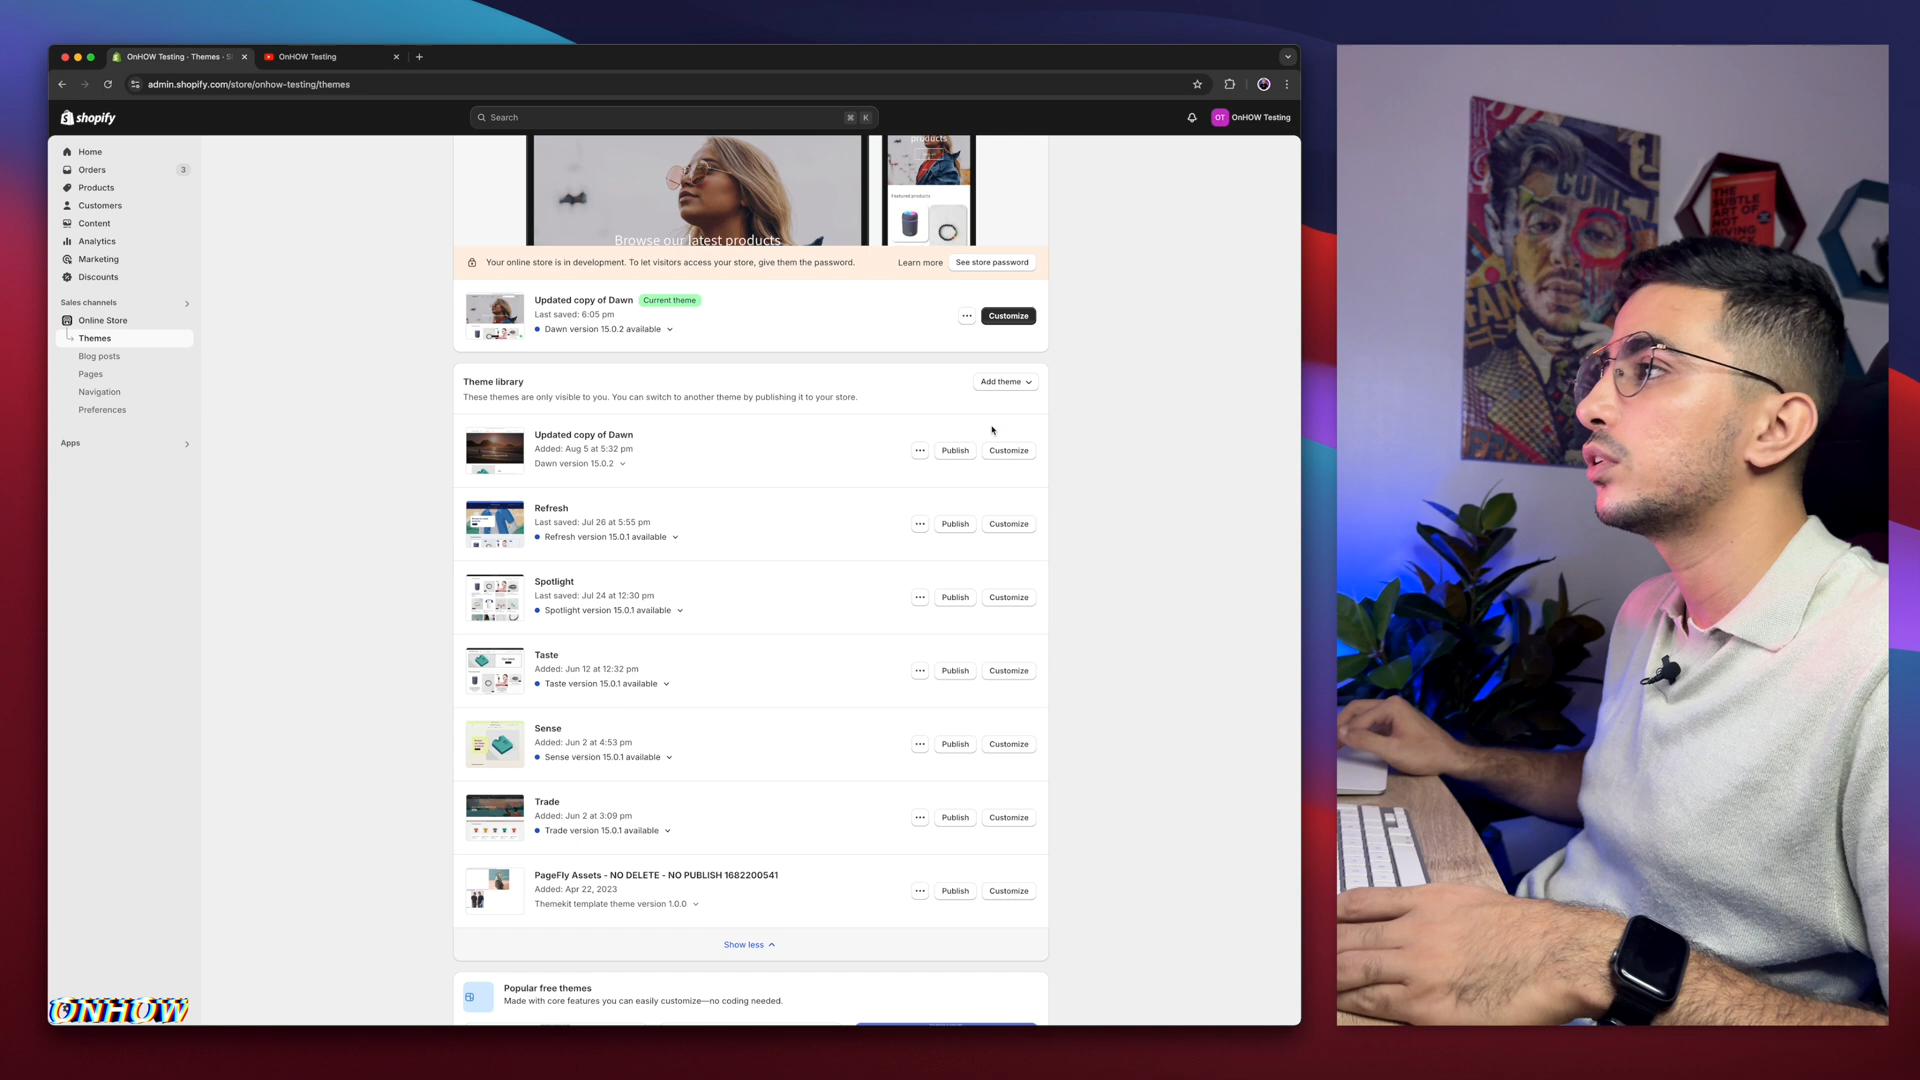 OnHOW Testing · Themes · S
OnHOW Testing
admin.shopify.com/store/onhow-testing/themes
shopify
Search
⌘ K
OT OnHOW Testing
Home
Orders 3
Products
Customers
Content
Analytics
Marketing
Discounts
Sales channels
Online Store
Themes
Blog posts
Pages
Navigation
Preferences
Apps
products
Featured products
Browse our latest products
Your online store is in development. To let visitors access your store, give them the password.
Learn more See store password
Updated copy of Dawn Current theme
Last saved: 6:05 pm
Dawn version 15.0.2 available
Customize
Theme library
Add theme
These themes are only visible to you. You can switch to another theme by publishing it to your store.
Updated copy of Dawn
Added: Aug 5 at 5:32 pm
Dawn version 15.0.2
Publish Customize
Refresh
Last saved: Jul 26 at 5:55 pm
Refresh version 15.0.1 available
Publish Customize
Spotlight
Last saved: Jul 24 at 12:30 pm
Spotlight version 15.0.1 available
Publish Customize
Taste
Added: Jun 12 at 12:32 pm
Taste version 15.0.1 available
Publish Customize
Sense
Added: Jun 2 at 4:53 pm
Sense version 15.0.1 available
Publish Customize
Trade
Added: Jun 2 at 3:09 pm
Trade version 15.0.1 available
Publish Customize
PageFly Assets - NO DELETE - NO PUBLISH 1682200541
Added: Apr 22, 2023
Themekit template theme version 1.0.0
Publish Customize
Show less
Popular free themes
Made with core features you can easily customize—no coding needed.
ONHOW
THE
SUBTLE
ART OF
NOT
GIVING